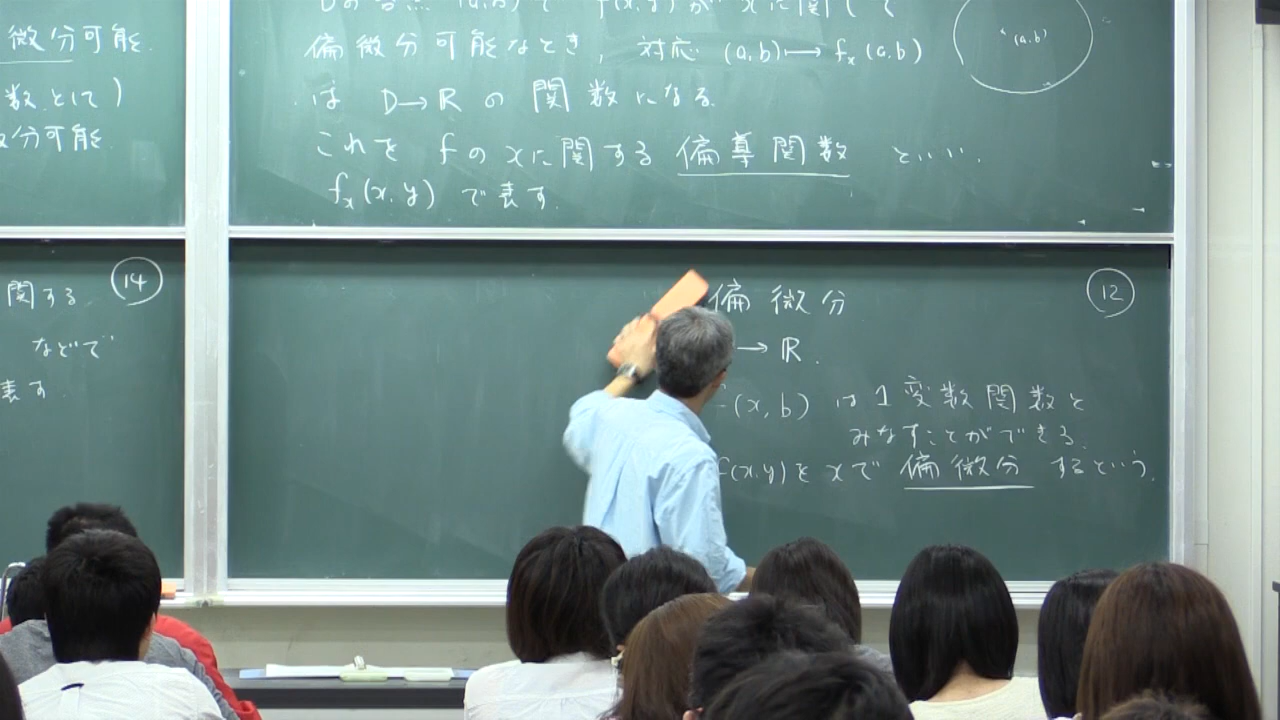 微分可能.
数として)
分可能.
(a,b)
偏微分可能なとき, 対応 (a,b)⟼fx(a,b)
は D→R の 関数になる.
これを fの xに関する 偏導関数 といい.
fx(x,y) で表す.
関する
14
などで
表す.
偏微分
12
→ R.
(x,b) は1変数関数と
みなすことができる.
f(x,y)をxで 偏微分 するという.